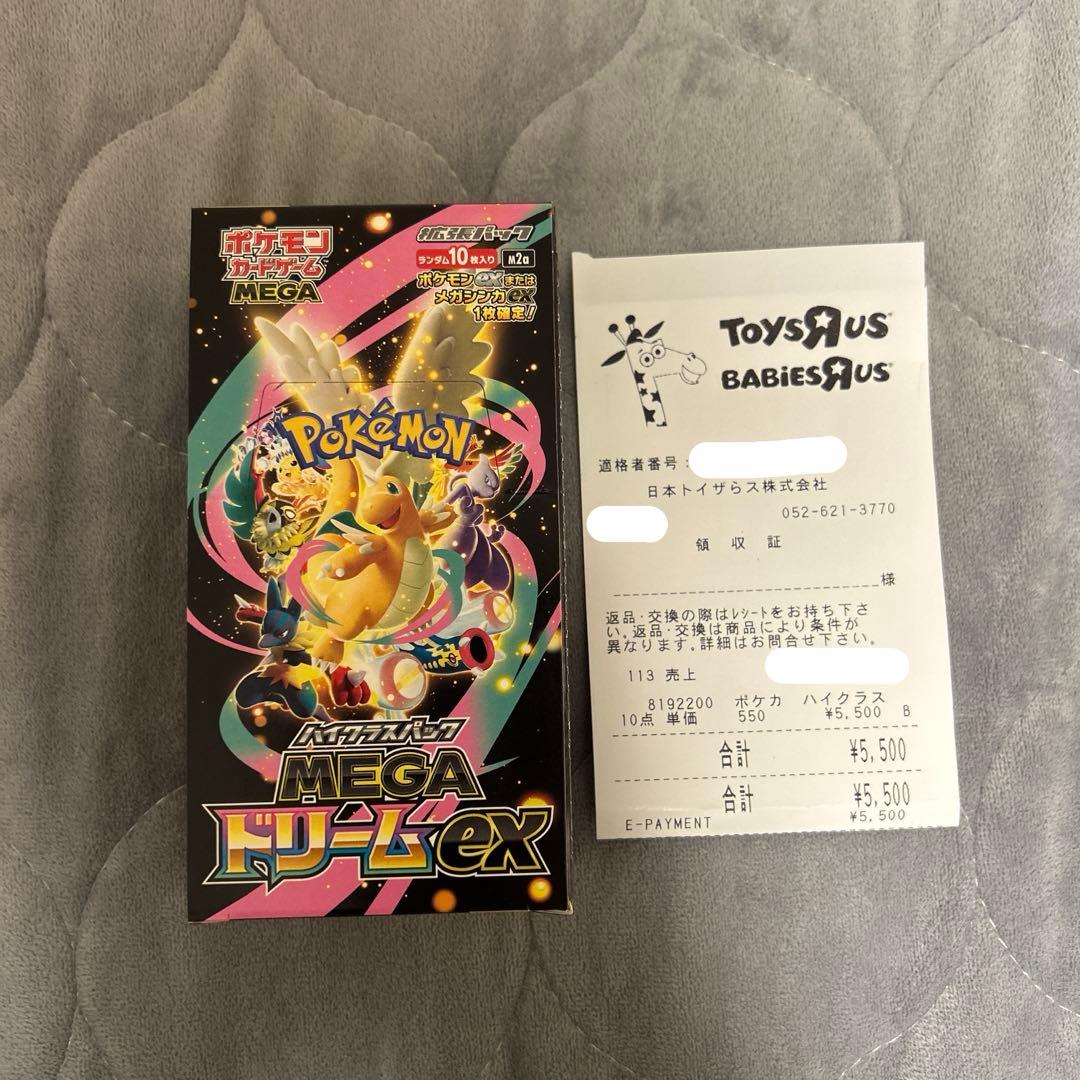 ポケモン
カードゲーム
MEGA
拡張パック
ランダム10枚入り M2a
ポケモンexまたは
メガシンカex
1枚確定!
POKÉMON
TM
ハイクラスパック
MEGA
ドリームex
TOYSЯUS
BABIESЯUS
適格者番号:
日本トイザらス株式会社
052-621-3770
領 収 証
様
返品・交換の際はレシートをお持ち下さ
い。返品・交換は商品により条件が
異なります。詳細はお問合せ下さい。
113 売上
8192200 ポケカ ハイクラス
10点 単価 550 ¥5,500 B
合計 ¥5,500
合計 ¥5,500
E-PAYMENT ¥5,500